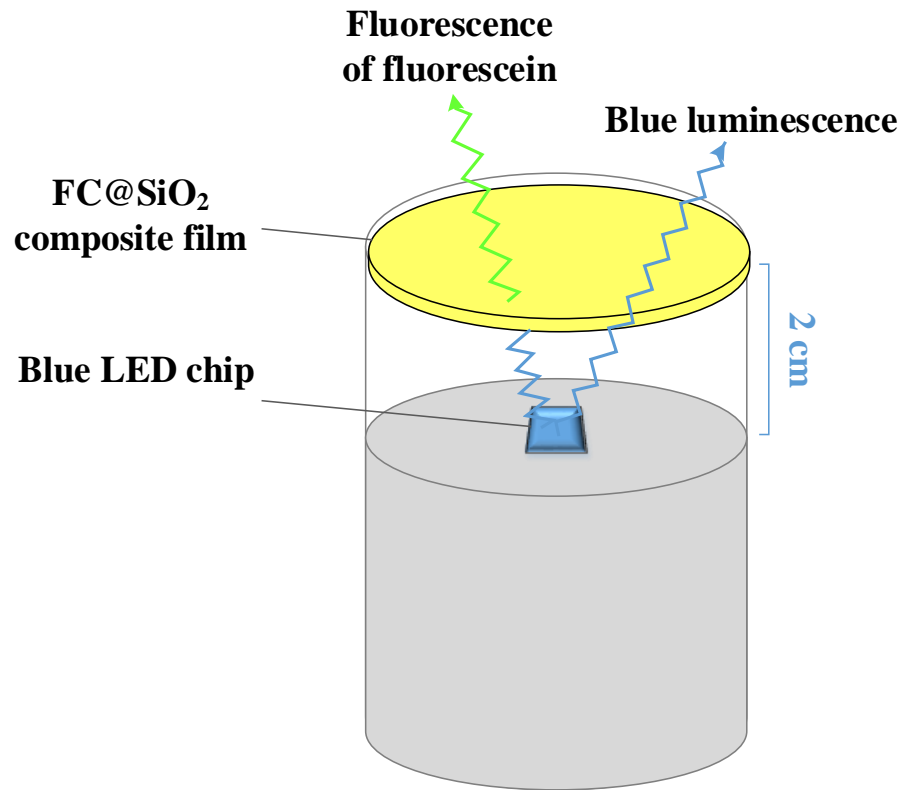 Fluorescence
of fluorescein
Blue luminescence
FC@SiO₂
composite film
2 cm
Blue LED chip